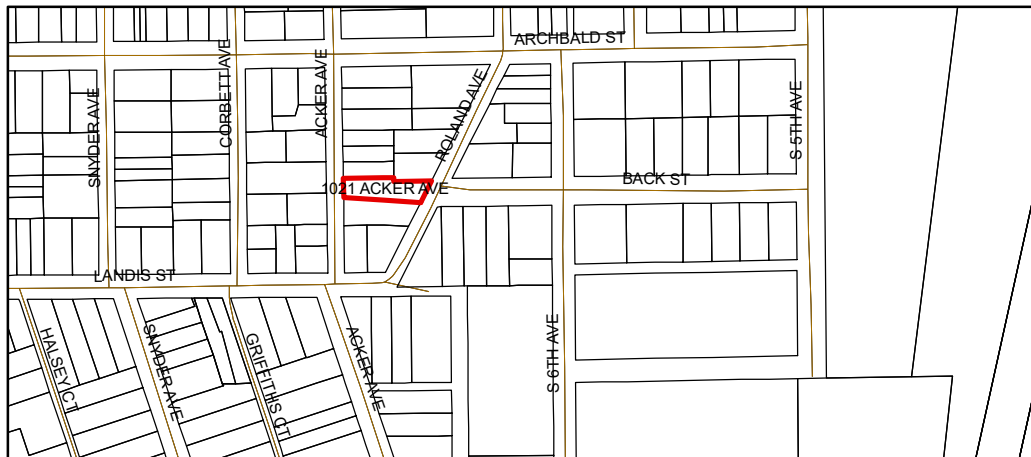 ARCHBALD ST
CORBETT AVE
ACKER AVE
ROLAND AVE
SNYDER AVE
S 5TH AVE
1021 ACKER AVE
BACK ST
LANDIS ST
HALSEY CT
SNYDER AVE
GRIFFITHS CT
ACKER AVE
S 6TH AVE